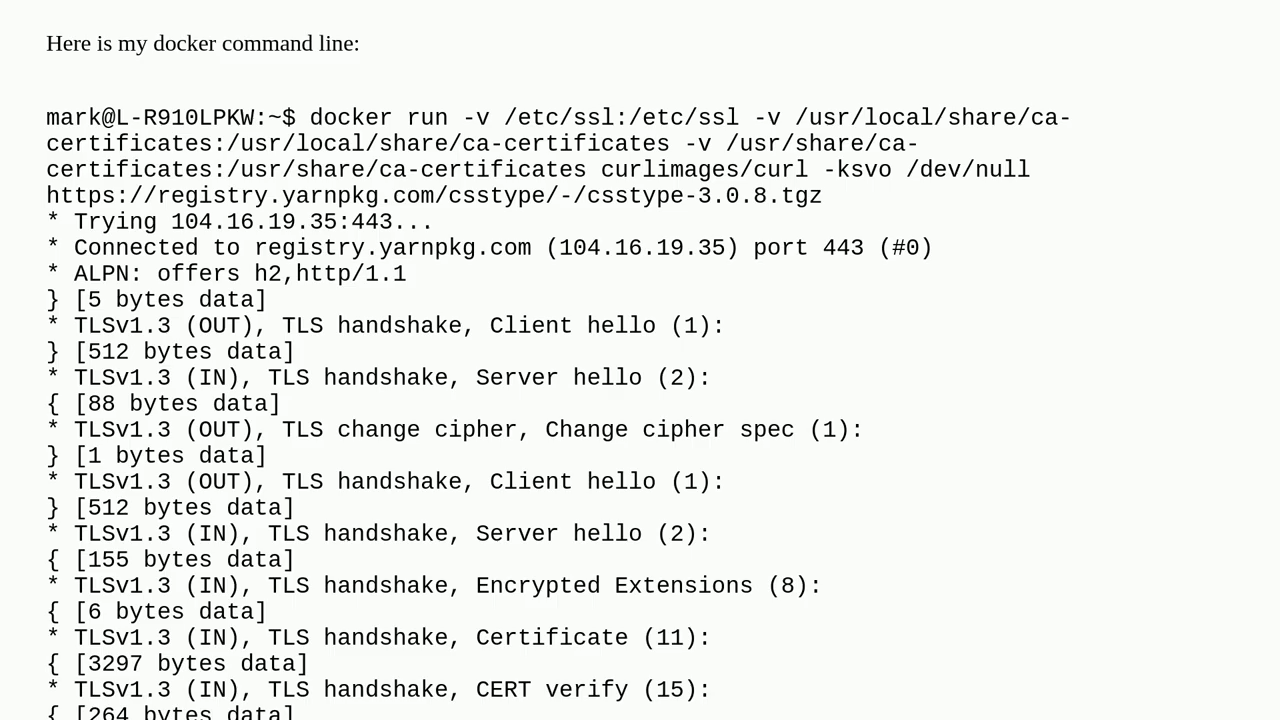 Here is my docker command line:
mark@L-R910LPKW:~$ docker run -v /etc/ssl:/etc/ssl -v /usr/local/share/ca-
certificates:/usr/local/share/ca-certificates -v /usr/share/ca-
certificates:/usr/share/ca-certificates curlimages/curl -ksvo /dev/null
https://registry.yarnpkg.com/csstype/-/csstype-3.0.8.tgz
* Trying 104.16.19.35:443...
* Connected to registry.yarnpkg.com (104.16.19.35) port 443 (#0)
* ALPN: offers h2,http/1.1
} [5 bytes data]
* TLSv1.3 (OUT), TLS handshake, Client hello (1):
} [512 bytes data]
* TLSv1.3 (IN), TLS handshake, Server hello (2):
{ [88 bytes data]
* TLSv1.3 (OUT), TLS change cipher, Change cipher spec (1):
} [1 bytes data]
* TLSv1.3 (OUT), TLS handshake, Client hello (1):
} [512 bytes data]
* TLSv1.3 (IN), TLS handshake, Server hello (2):
{ [155 bytes data]
* TLSv1.3 (IN), TLS handshake, Encrypted Extensions (8):
{ [6 bytes data]
* TLSv1.3 (IN), TLS handshake, Certificate (11):
{ [3297 bytes data]
* TLSv1.3 (IN), TLS handshake, CERT verify (15):
{ [264 bytes data]